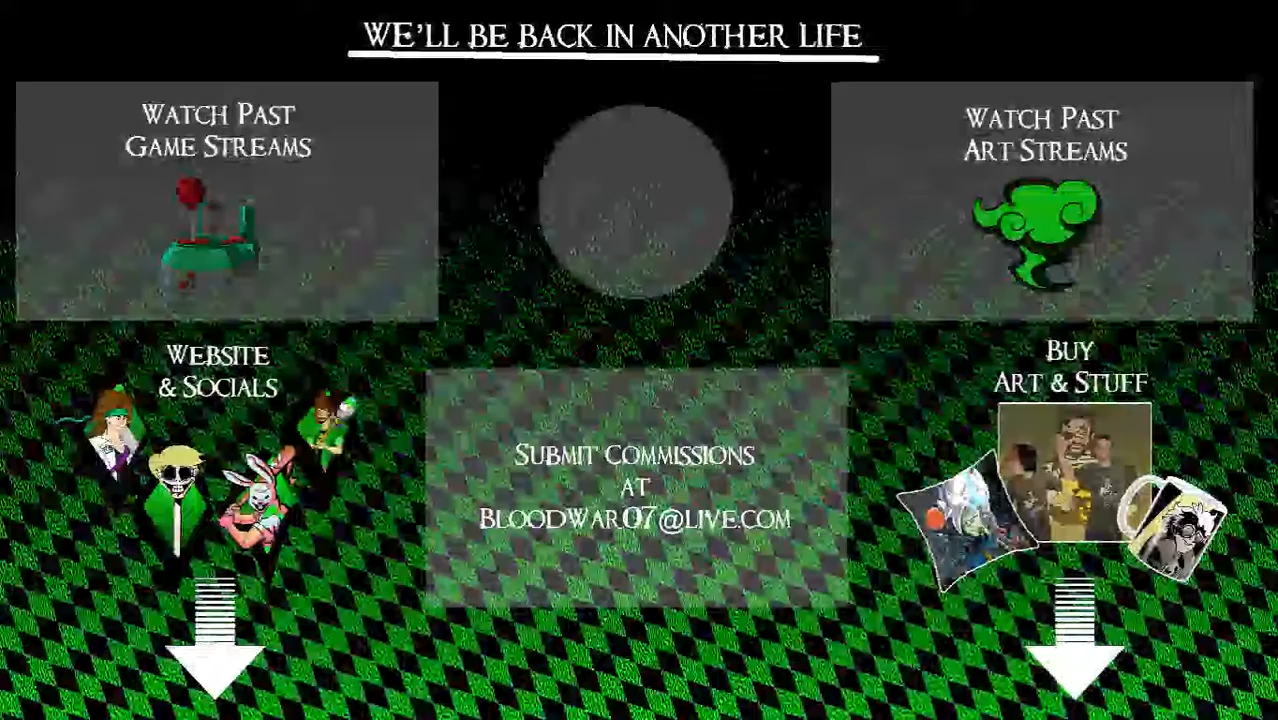 WE'LL BE BACK IN ANOTHER LIFE
WATCH PAST
GAME STREAMS
WATCH PAST
ART STREAMS
WEBSITE
& SOCIALS
BUY
ART & STUFF
SUBMIT COMMISSIONS
AT
BLOODWAR07@LIVE.COM